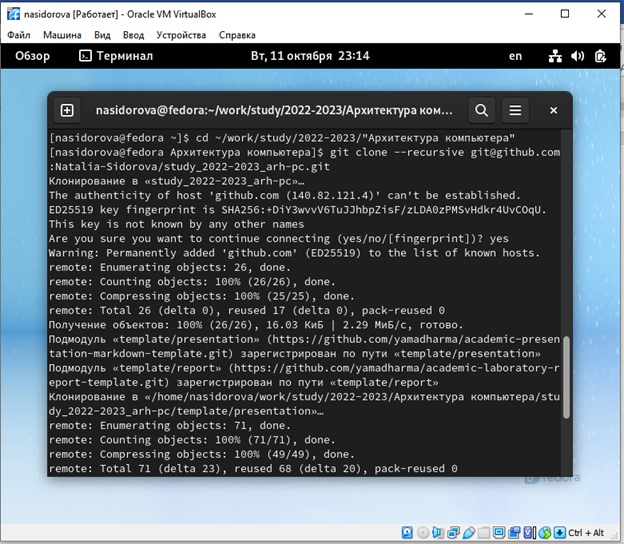 nasidorova [Работает] - Oracle VM VirtualBox
Файл Машина Вид Ввод Устройства Справка
Обзор Терминал Вт, 11 октября 23:14 en
nasidorova@fedora:~/work/study/2022-2023/Архитектура ком...
[nasidorova@fedora ~]$ cd ~/work/study/2022-2023/"Архитектура компьютера"
[nasidorova@fedora Архитектура компьютера]$ git clone --recursive git@github.com
:Natalia-Sidorova/study_2022-2023_arh-pc.git
Клонирование в «study_2022-2023_arh-pc»…
The authenticity of host 'github.com (140.82.121.4)' can't be established.
ED25519 key fingerprint is SHA256:+DiY3wvvV6TuJJhbpZisF/zLDA0zPMSvHdkr4UvCOqU.
This key is not known by any other names
Are you sure you want to continue connecting (yes/no/[fingerprint])? yes
Warning: Permanently added 'github.com' (ED25519) to the list of known hosts.
remote: Enumerating objects: 26, done.
remote: Counting objects: 100% (26/26), done.
remote: Compressing objects: 100% (25/25), done.
remote: Total 26 (delta 0), reused 17 (delta 0), pack-reused 0
Получение объектов: 100% (26/26), 16.03 КиБ | 2.29 МиБ/с, готово.
Подмодуль «template/presentation» (https://github.com/yamadharma/academic-presen
tation-markdown-template.git) зарегистрирован по пути «template/presentation»
Подмодуль «template/report» (https://github.com/yamadharma/academic-laboratory-r
eport-template.git) зарегистрирован по пути «template/report»
Клонирование в «/home/nasidorova/work/study/2022-2023/Архитектура компьютера/stu
dy_2022-2023_arh-pc/template/presentation»…
remote: Enumerating objects: 71, done.
remote: Counting objects: 100% (71/71), done.
remote: Compressing objects: 100% (49/49), done.
remote: Total 71 (delta 23), reused 68 (delta 20), pack-reused 0
fedora
Ctrl + Alt